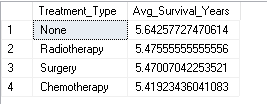 Treatment_Type Avg_Survival_Years
1 None 5.64257727470614
2 Radiotherapy 5.47555555555556
3 Surgery 5.47007042253521
4 Chemotherapy 5.41923436041083